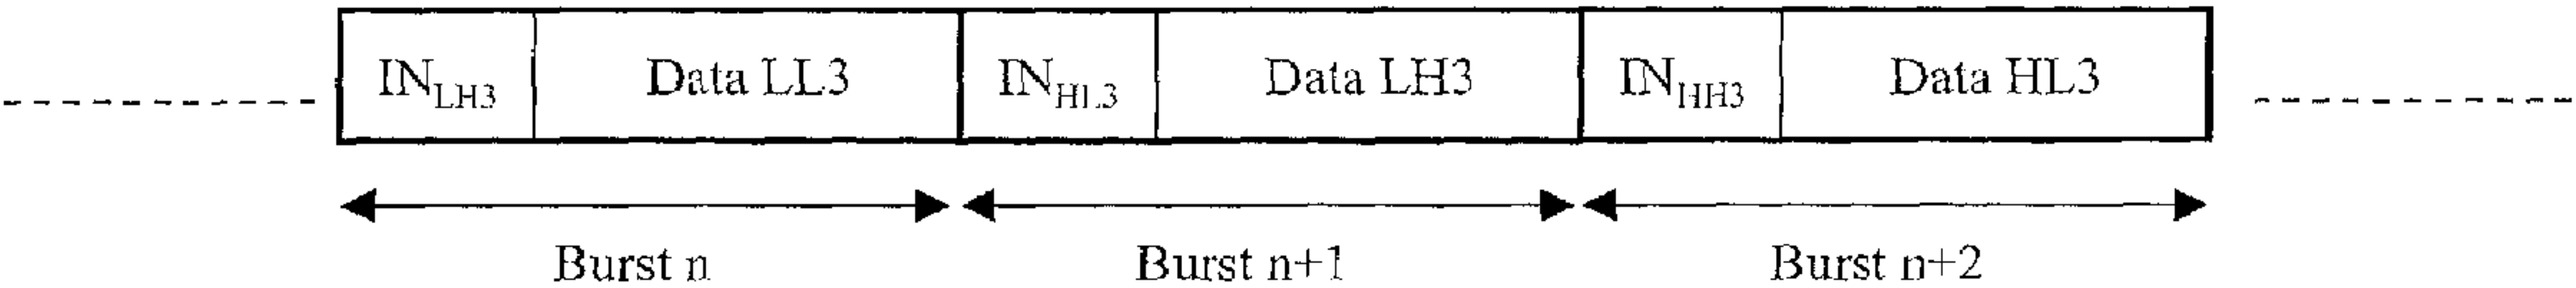 IN_LH3 Data LL3 IN_HL3 Data LH3 IN_HH3 Data HL3
Burst n Burst n+1 Burst n+2